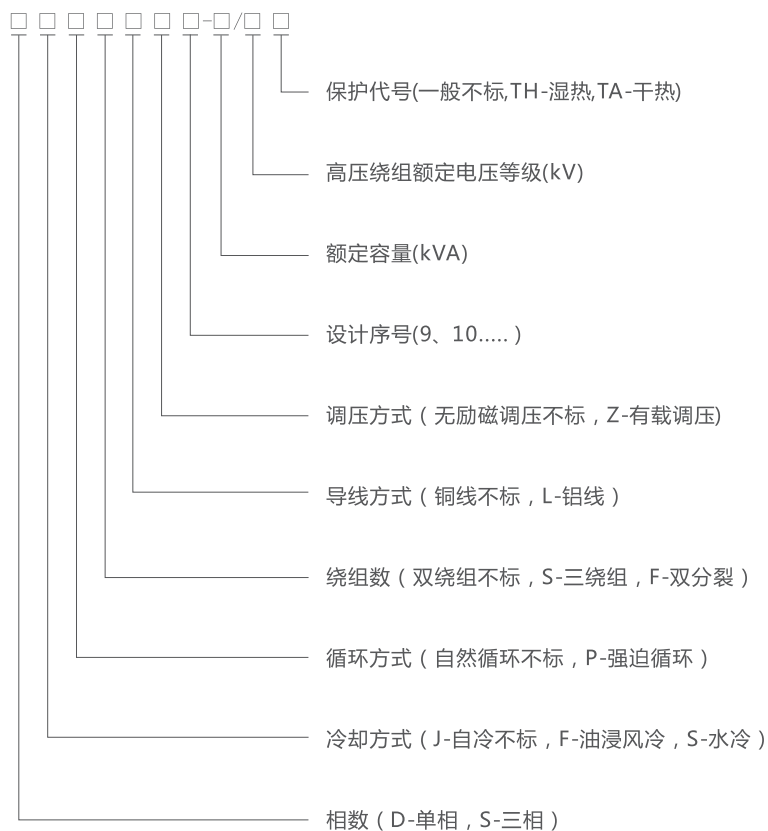 □□□□□□□-□/□□
保护代号(一般不标,TH-湿热,TA-干热)
高压绕组额定电压等级(kV)
额定容量(kVA)
设计序号(9、10.....）
调压方式（无励磁调压不标，Z-有载调压)
导线方式（铜线不标，L-铝线）
绕组数（双绕组不标，S-三绕组，F-双分裂）
循环方式（自然循环不标，P-强迫循环）
冷却方式（J-自冷不标，F-油浸风冷，S-水冷）
相数（D-单相，S-三相）